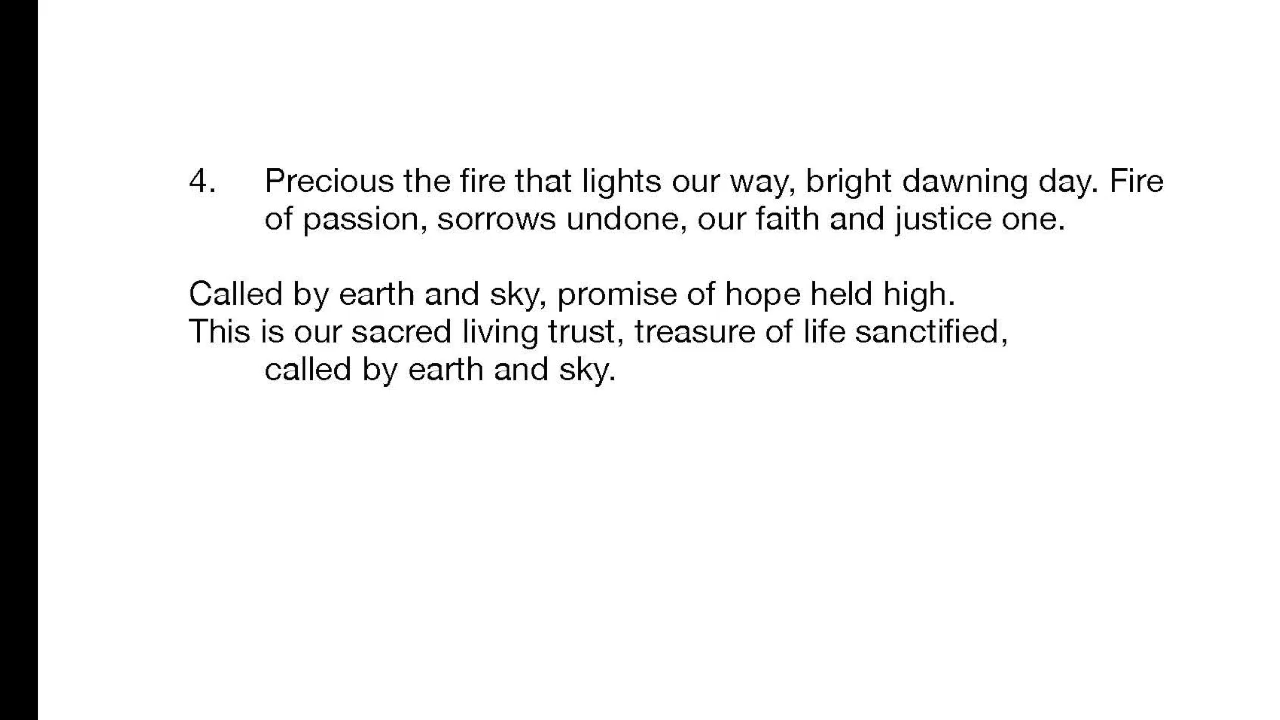 4. Precious the fire that lights our way, bright dawning day. Fire
of passion, sorrows undone, our faith and justice one.
Called by earth and sky, promise of hope held high.
This is our sacred living trust, treasure of life sanctified,
called by earth and sky.